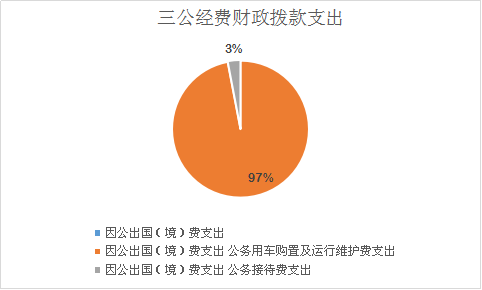 三公经费财政拨款支出
3%
97%
因公出国（境）费支出
因公出国（境）费支出 公务用车购置及运行维护费支出
因公出国（境）费支出 公务接待费支出